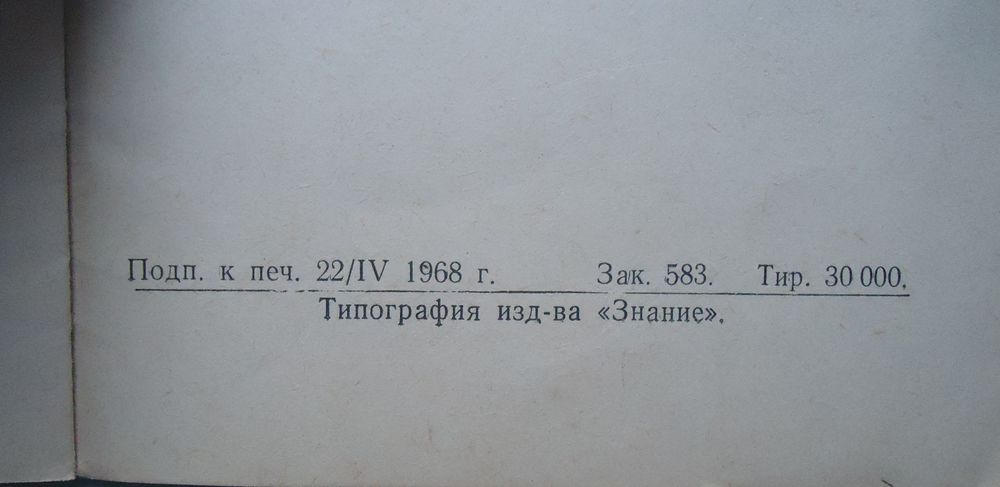 Подп. к печ. 22/IV 1968 г. Зак. 583. Тир. 30 000.
Типография изд-ва «Знание».